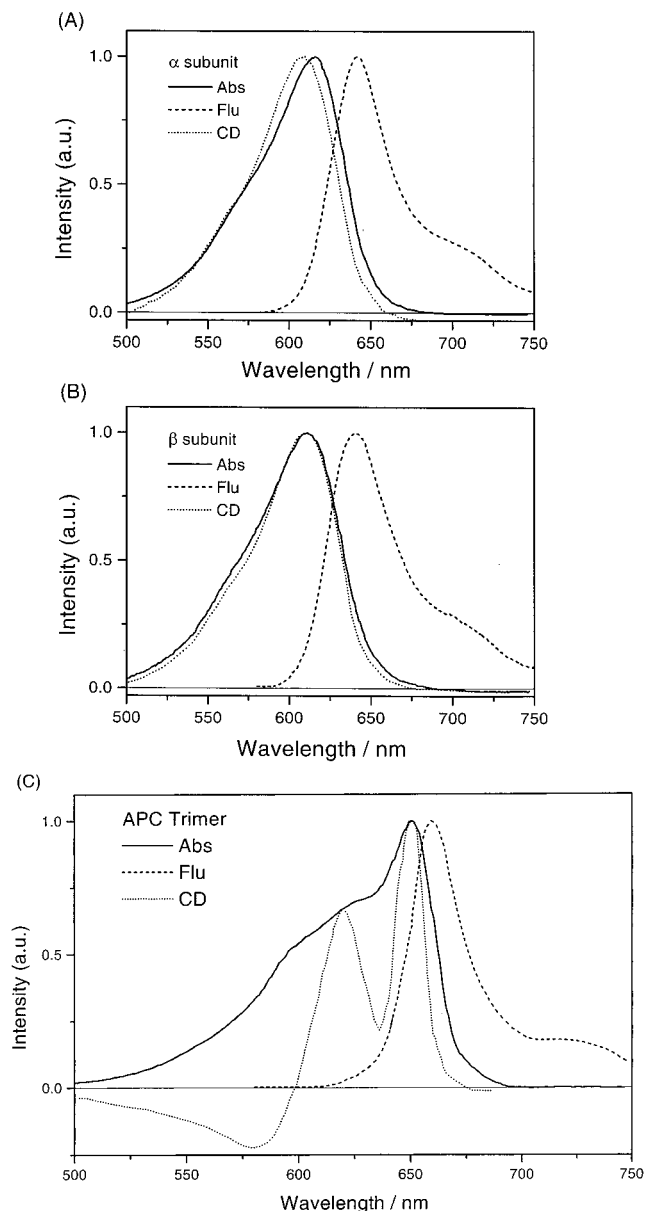 (A)
α subunit
Abs
Flu
CD
1.0
0.5
0.0
Intensity (a.u.)
500 550 600 650 700 750
Wavelength / nm
(B)
β subunit
Abs
Flu
CD
1.0
0.5
0.0
Intensity (a.u.)
500 550 600 650 700 750
Wavelength / nm
(C)
APC Trimer
Abs
Flu
CD
1.0
0.5
0.0
Intensity (a.u.)
500 550 600 650 700 750
Wavelength / nm